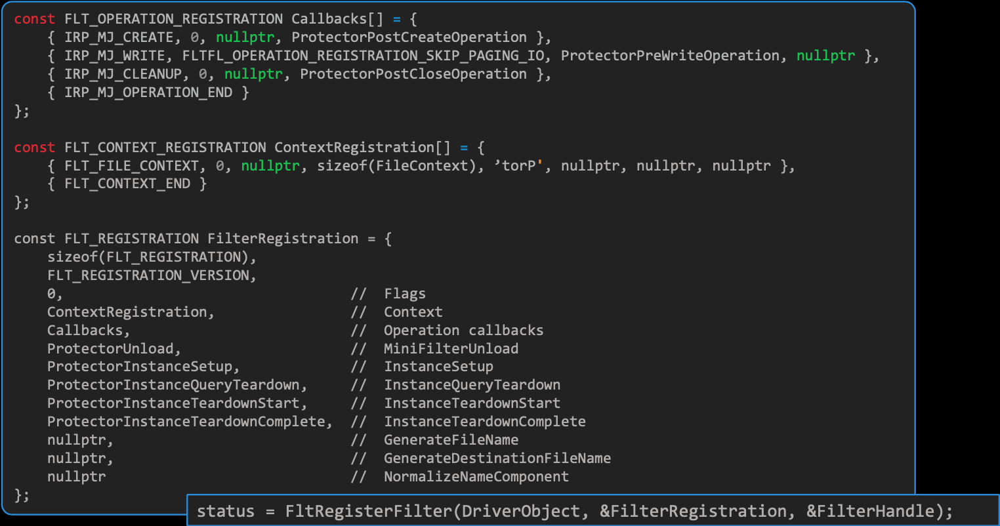 const FLT_OPERATION_REGISTRATION Callbacks[] = {
    { IRP_MJ_CREATE, 0, nullptr, ProtectorPostCreateOperation },
    { IRP_MJ_WRITE, FLTFL_OPERATION_REGISTRATION_SKIP_PAGING_IO, ProtectorPreWriteOperation, nullptr },
    { IRP_MJ_CLEANUP, 0, nullptr, ProtectorPostCloseOperation },
    { IRP_MJ_OPERATION_END }
};
const FLT_CONTEXT_REGISTRATION ContextRegistration[] = {
    { FLT_FILE_CONTEXT, 0, nullptr, sizeof(FileContext), ’torP', nullptr, nullptr, nullptr },
    { FLT_CONTEXT_END }
};
const FLT_REGISTRATION FilterRegistration = {
    sizeof(FLT_REGISTRATION),
    FLT_REGISTRATION_VERSION,
    0,                                  //  Flags
    ContextRegistration,                //  Context
    Callbacks,                          //  Operation callbacks
    ProtectorUnload,                    //  MiniFilterUnload
    ProtectorInstanceSetup,             //  InstanceSetup
    ProtectorInstanceQueryTeardown,     //  InstanceQueryTeardown
    ProtectorInstanceTeardownStart,     //  InstanceTeardownStart
    ProtectorInstanceTeardownComplete,  //  InstanceTeardownComplete
    nullptr,                            //  GenerateFileName
    nullptr,                            //  GenerateDestinationFileName
    nullptr                             //  NormalizeNameComponent
};
status = FltRegisterFilter(DriverObject, &FilterRegistration, &FilterHandle);